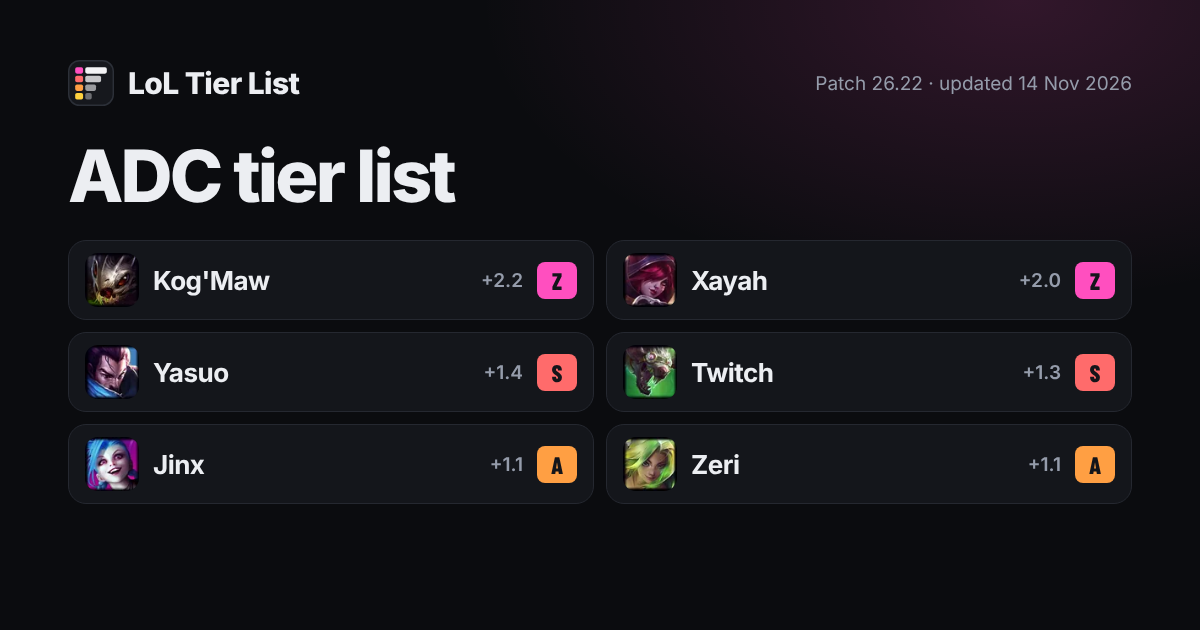 LoL Tier List
Patch 26.22 · updated 14 Nov 2026
ADC tier list
Kog'Maw +2.2 Z
Xayah +2.0 Z
Yasuo +1.4 S
Twitch +1.3 S
Jinx +1.1 A
Zeri +1.1 A